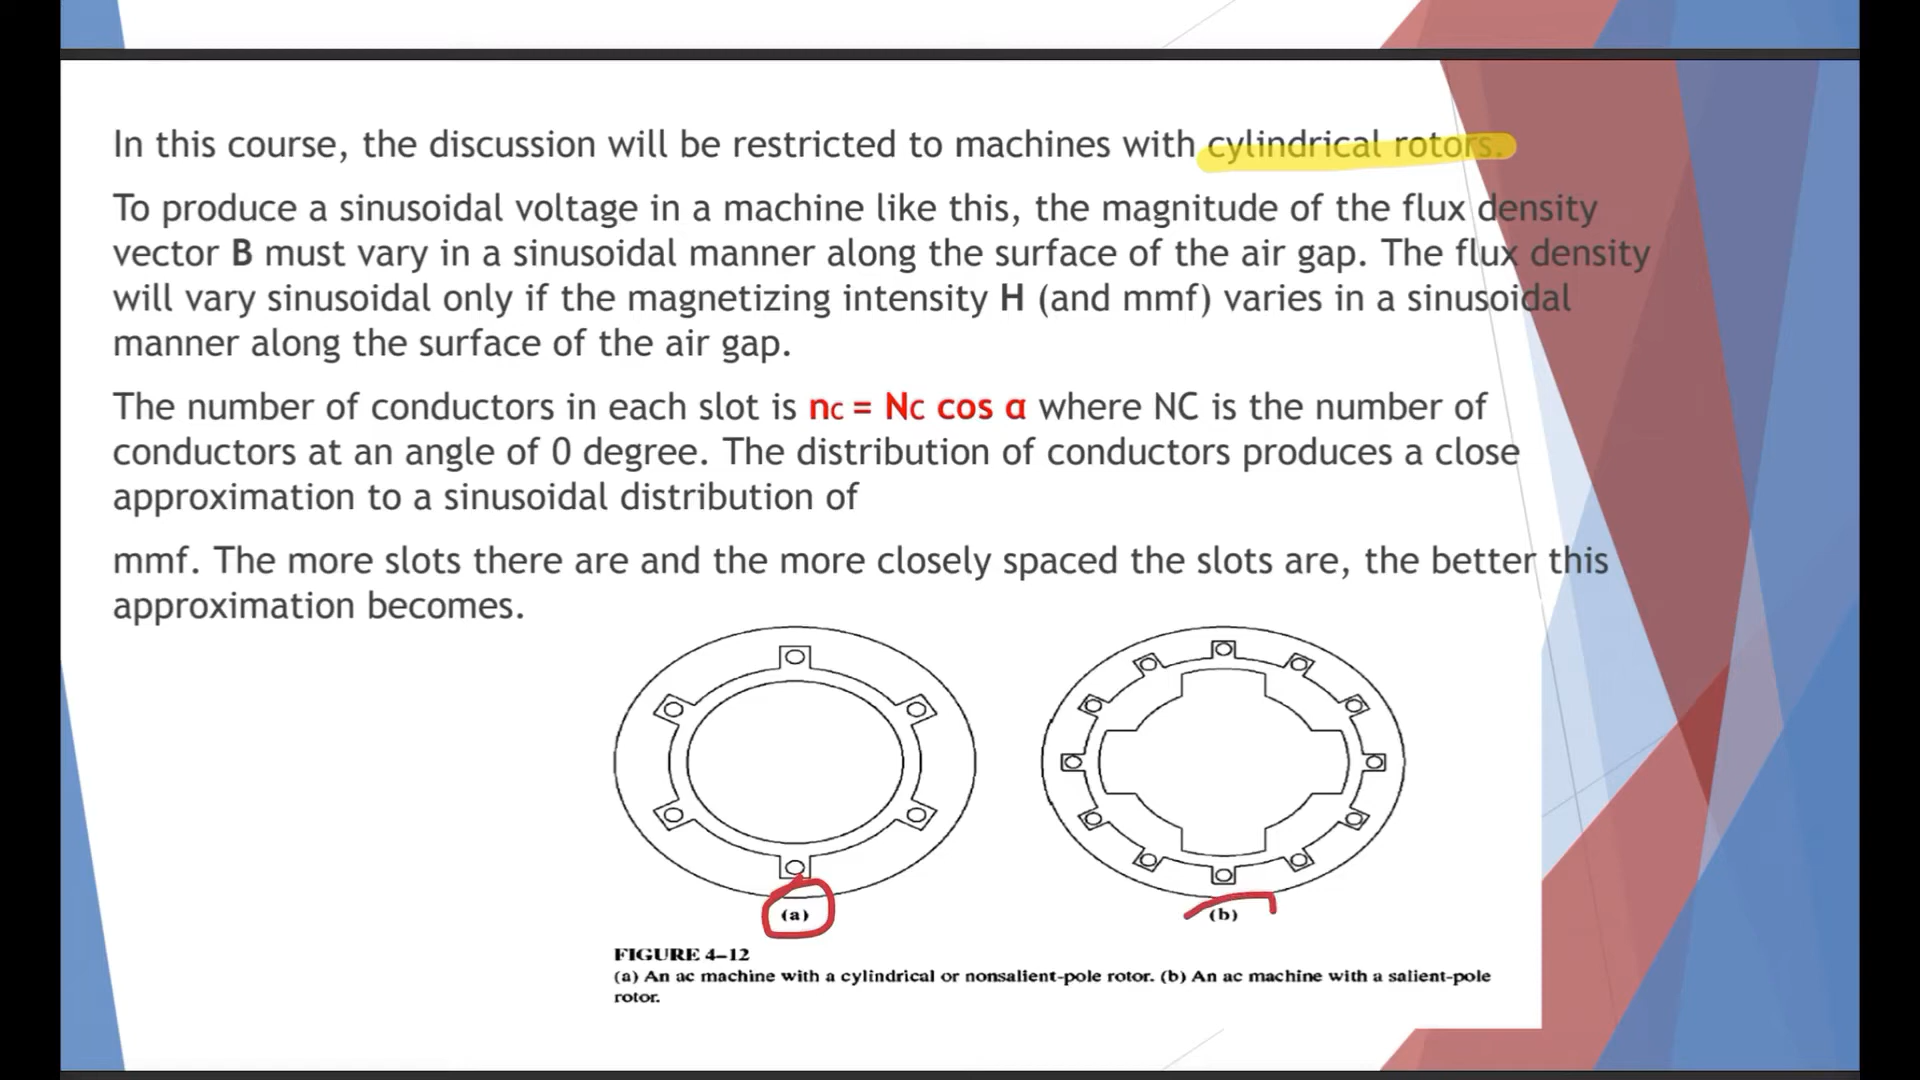 In this course, the discussion will be restricted to machines with cylindrical rotors.
To produce a sinusoidal voltage in a machine like this, the magnitude of the flux density
vector B must vary in a sinusoidal manner along the surface of the air gap. The flux density
will vary sinusoidal only if the magnetizing intensity H (and mmf) varies in a sinusoidal
manner along the surface of the air gap.
The number of conductors in each slot is nc = Nc cos α where NC is the number of
conductors at an angle of 0 degree. The distribution of conductors produces a close
approximation to a sinusoidal distribution of
mmf. The more slots there are and the more closely spaced the slots are, the better this
approximation becomes.
(a) (b)
FIGURE 4–12
(a) An ac machine with a cylindrical or nonsalient-pole rotor. (b) An ac machine with a salient-pole
rotor.